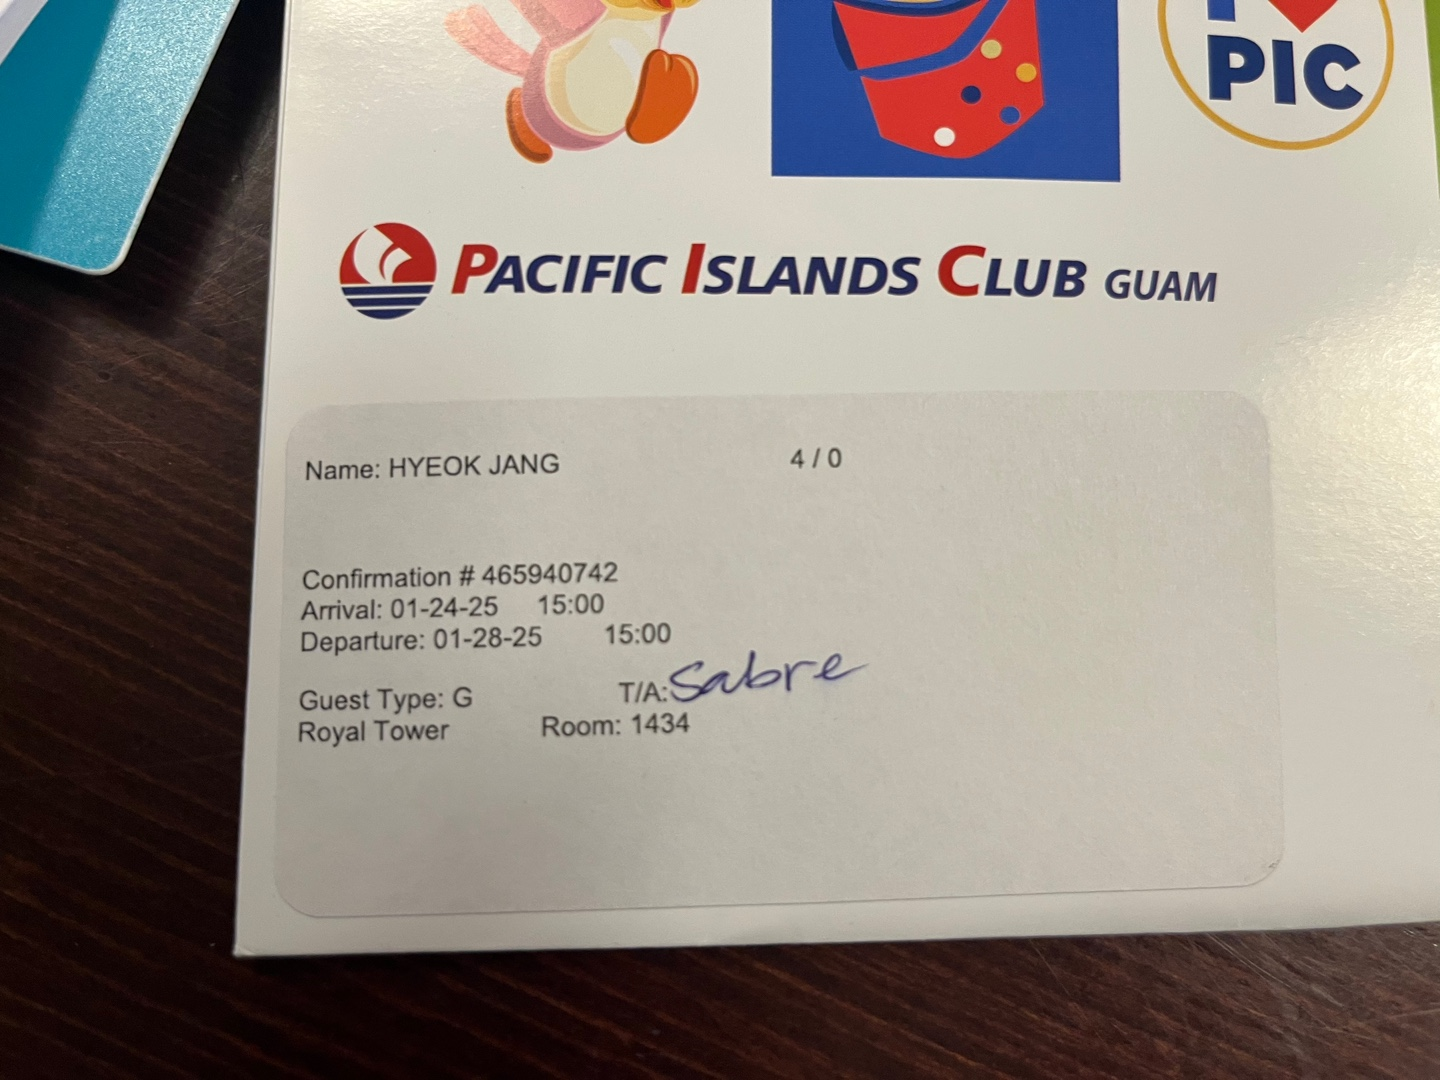 I
PIC
PACIFIC ISLANDS CLUB GUAM
Name: HYEOK JANG 4 / 0
Confirmation # 465940742
Arrival: 01-24-25 15:00
Departure: 01-28-25 15:00
Guest Type: G T/A: Sabre
Royal Tower Room: 1434